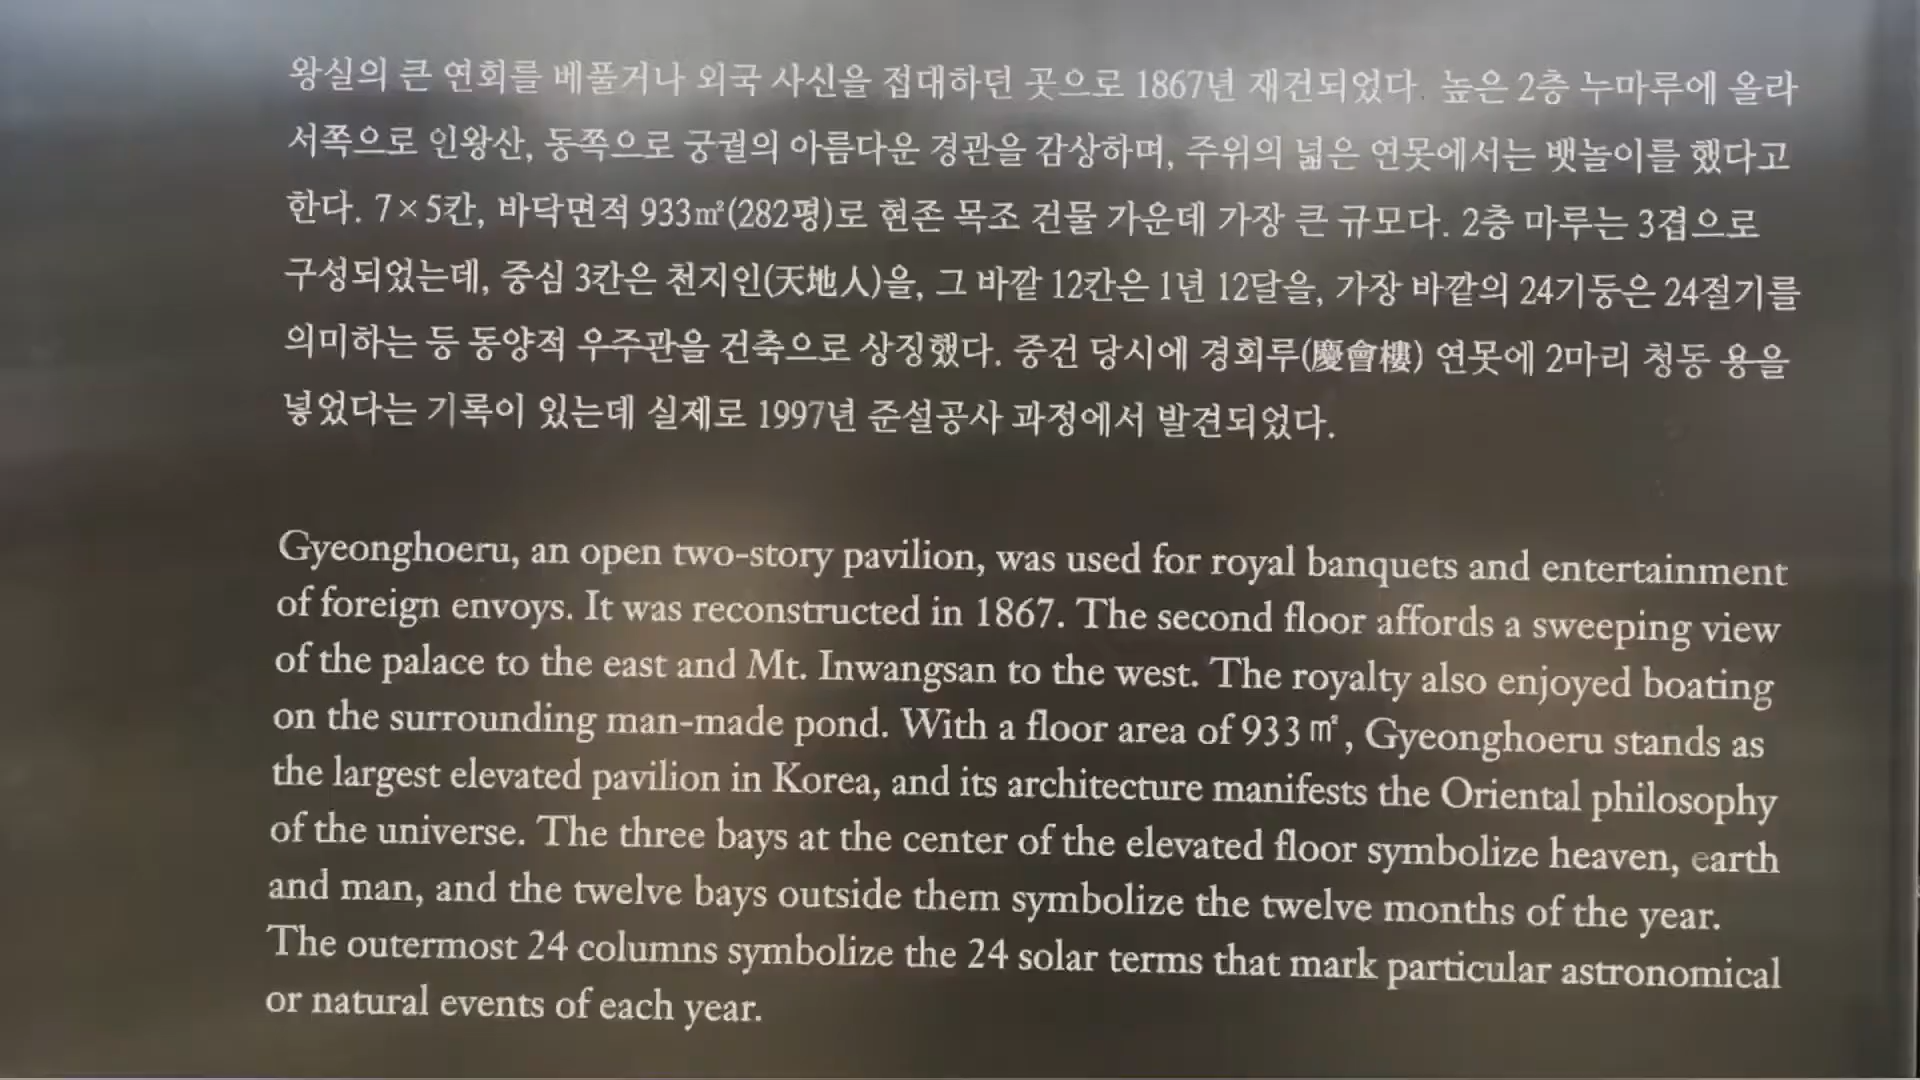 왕실의 큰 연회를 베풀거나 외국 사신을 접대하던 곳으로 1867년 재건되었다. 높은 2층 누마루에 올라
서쪽으로 인왕산, 동쪽으로 궁궐의 아름다운 경관을 감상하며, 주위의 넓은 연못에서는 뱃놀이를 했다고
한다. 7×5칸, 바닥면적 933㎡(282평)로 현존 목조 건물 가운데 가장 큰 규모다. 2층 마루는 3겹으로
구성되었는데, 중심 3칸은 천지인(天地人)을, 그 바깥 12칸은 1년 12달을, 가장 바깥의 24기둥은 24절기를
의미하는 등 동양적 우주관을 건축으로 상징했다. 중건 당시에 경회루(慶會樓) 연못에 2마리 청동 용을
넣었다는 기록이 있는데 실제로 1997년 준설공사 과정에서 발견되었다.
Gyeonghoeru, an open two-story pavilion, was used for royal banquets and entertainment
of foreign envoys. It was reconstructed in 1867. The second floor affords a sweeping view
of the palace to the east and Mt. Inwangsan to the west. The royalty also enjoyed boating
on the surrounding man-made pond. With a floor area of 933㎡, Gyeonghoeru stands as
the largest elevated pavilion in Korea, and its architecture manifests the Oriental philosophy
of the universe. The three bays at the center of the elevated floor symbolize heaven, earth
and man, and the twelve bays outside them symbolize the twelve months of the year.
The outermost 24 columns symbolize the 24 solar terms that mark particular astronomical
or natural events of each year.